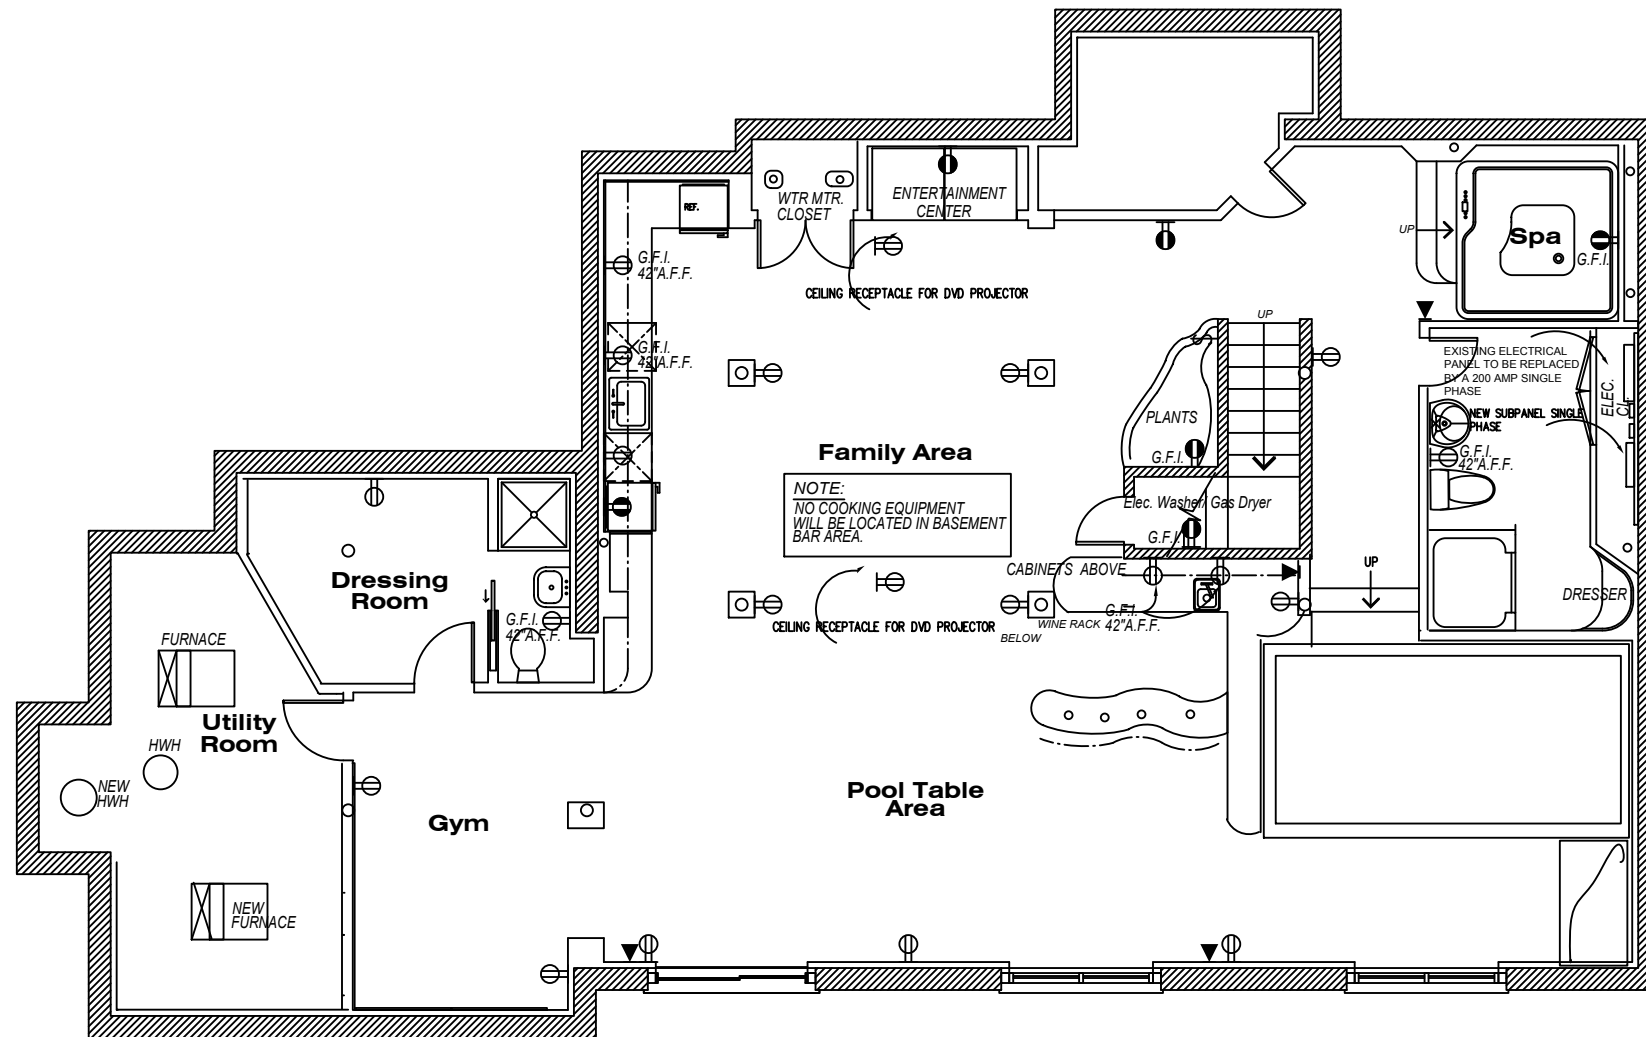 WTR MTR.
CLOSET
ENTERTAINMENT
CENTER
REF.
G.F.I.
42"A.F.F.
CEILING RECEPTACLE FOR DVD PROJECTOR
UP
Spa
G.F.I.
UP
G.F.I.
42"A.F.F.
EXISTING ELECTRICAL
PANEL TO BE REPLACED
BY A 200 AMP SINGLE
PHASE
ELEC.
CL.
NEW SUBPANEL SINGLE
PHASE
G.F.I.
42"A.F.F.
PLANTS
G.F.I.
Family Area
NOTE:
NO COOKING EQUIPMENT
WILL BE LOCATED IN BASEMENT
BAR AREA.
Elec. Washer/ Gas Dryer
G.F.I.
CABINETS ABOVE
UP
DRESSER
Dressing
Room
G.F.I.
42"A.F.F.
CEILING RECEPTACLE FOR DVD PROJECTOR
G.F.I.
42"A.F.F.
WINE RACK
BELOW
FURNACE
Utility
Room
HWH
NEW
HWH
Gym
Pool Table
Area
NEW
FURNACE